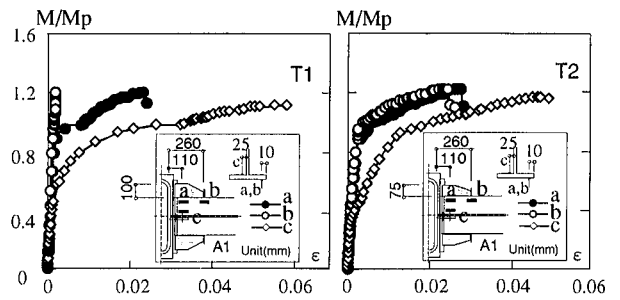 M/Mp M/Mp
1.6
T1 T2
1.2
260 25 10 260 25 10
110 c 110 c
0.8
100 a b a,b 75 a b a,b
a a
b b
0.4 c c c c
A1 Unit(mm) A1 Unit(mm)
0 ε ε
0 0.02 0.04 0.06 0 0.02 0.04 0.06